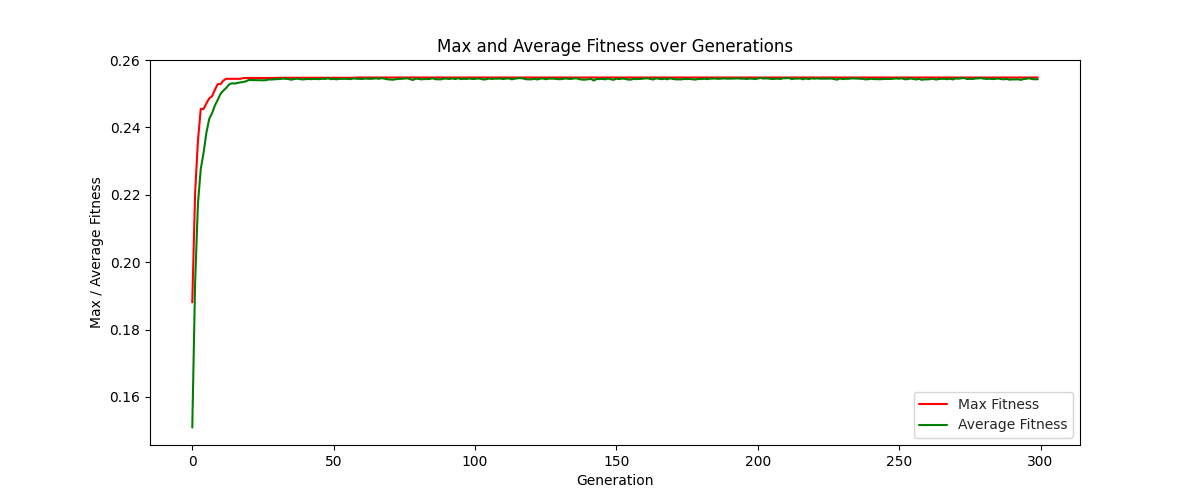 Max and Average Fitness over Generations
Max / Average Fitness
0.26
0.24
0.22
0.20
0.18
0.16
0
50
100
150
200
250
300
Generation
Max Fitness
Average Fitness